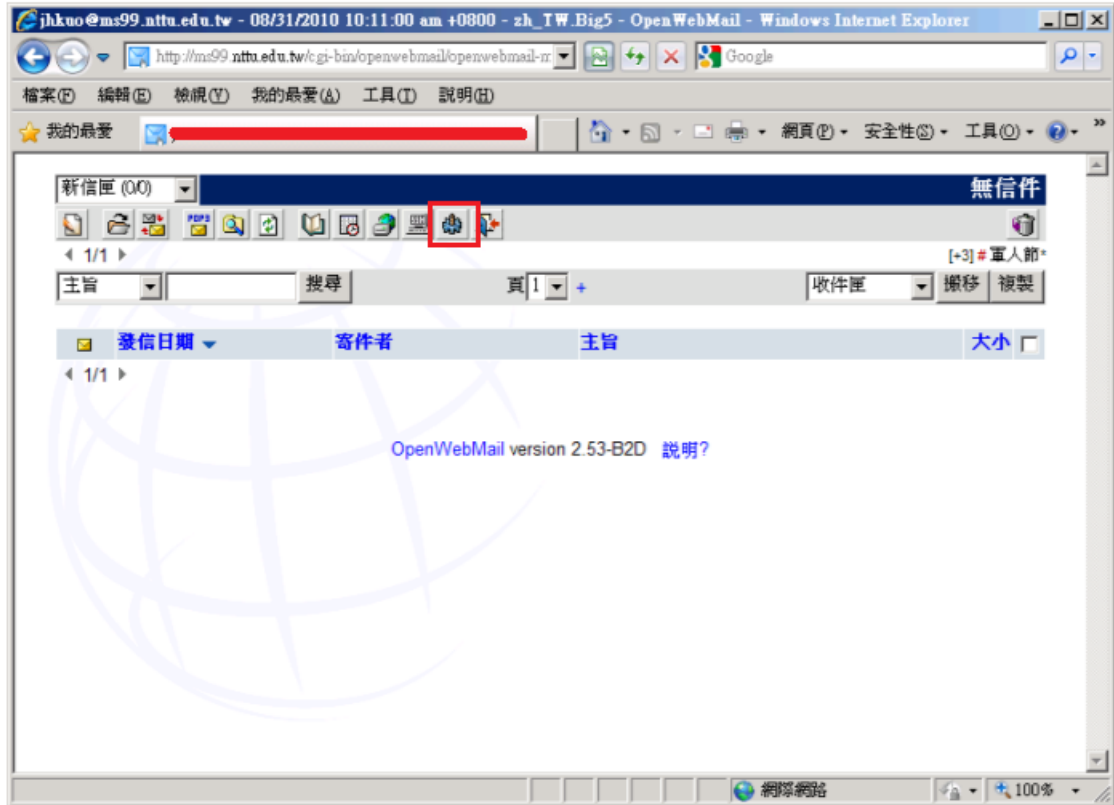 jhkuo@ms99.nttu.edu.tw - 08/31/2010 10:11:00 am +0800 - zh_TW.Big5 - OpenWebMail - Windows Internet Explorer
http://ms99.nttu.edu.tw/cgi-bin/openwebmail/openwebmail-m Google
檔案(F) 編輯(E) 檢視(V) 我的最愛(A) 工具(T) 說明(H)
我的最愛 網頁(P) 安全性(S) 工具(O) »
新信匣 (0/0) 無信件
POP3
1/1 [+3] # 軍人節*
主旨 搜尋 頁 1 + 收件匣 搬移 複製
發信日期 寄件者 主旨 大小
1/1
OpenWebMail version 2.53-B2D 說明?
網際網路 100%